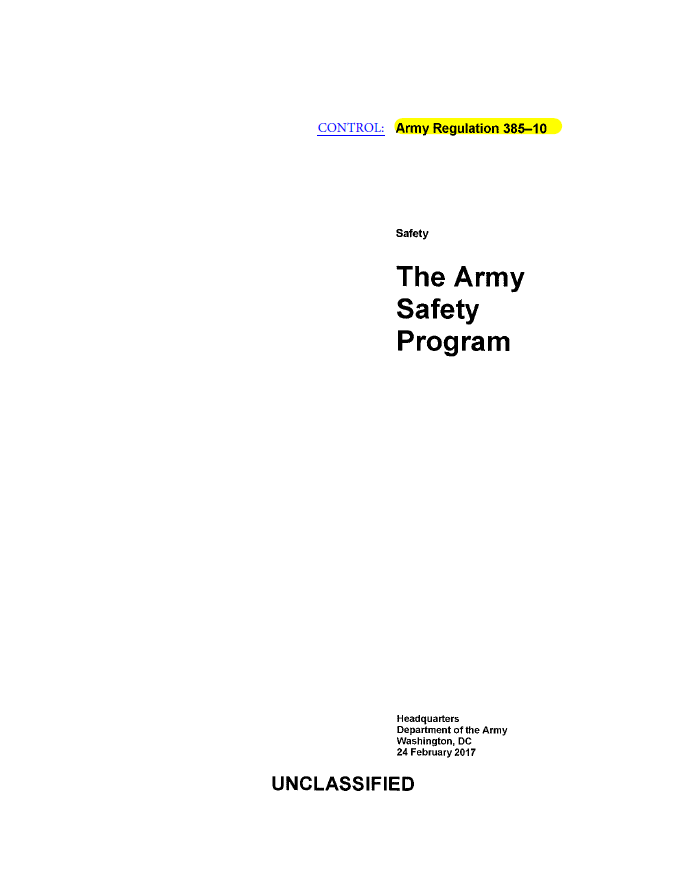 CONTROL: Army Regulation 385–10
Safety
The Army
Safety
Program
Headquarters
Department of the Army
Washington, DC
24 February 2017
UNCLASSIFIED